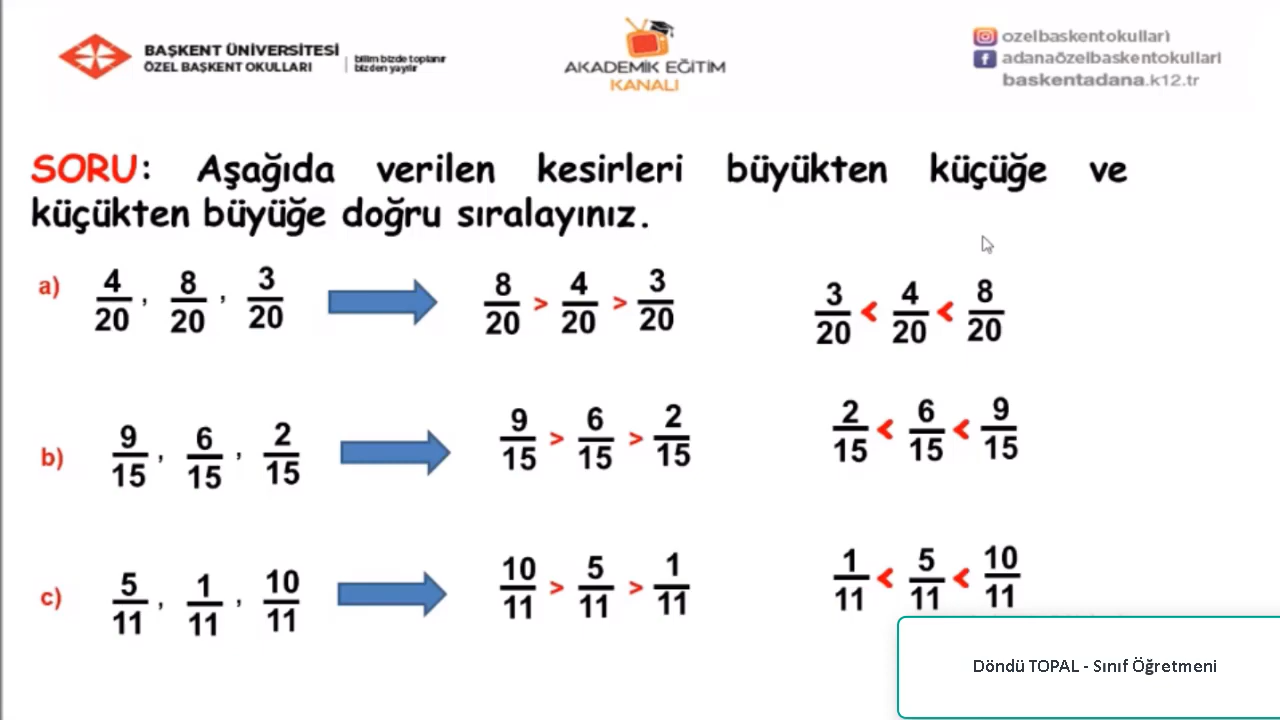 BAŞKENT ÜNİVERSİTESİ
ÖZEL BAŞKENT OKULLARI
bilim bizde toplanır
bizden yayılır
AKADEMİK EĞİTİM
KANALI
ozelbaskentokullari
adanaözelbaskentokullari
baskentadana.k12.tr
SORU: Aşağıda verilen kesirleri büyükten küçüğe ve
küçükten büyüğe doğru sıralayınız.
a) 4/20 , 8/20 , 3/20 8/20 > 4/20 > 3/20 3/20 < 4/20 < 8/20
b) 9/15 , 6/15 , 2/15 9/15 > 6/15 > 2/15 2/15 < 6/15 < 9/15
c) 5/11 , 1/11 , 10/11 10/11 > 5/11 > 1/11 1/11 < 5/11 < 10/11
Döndü TOPAL - Sınıf Öğretmeni